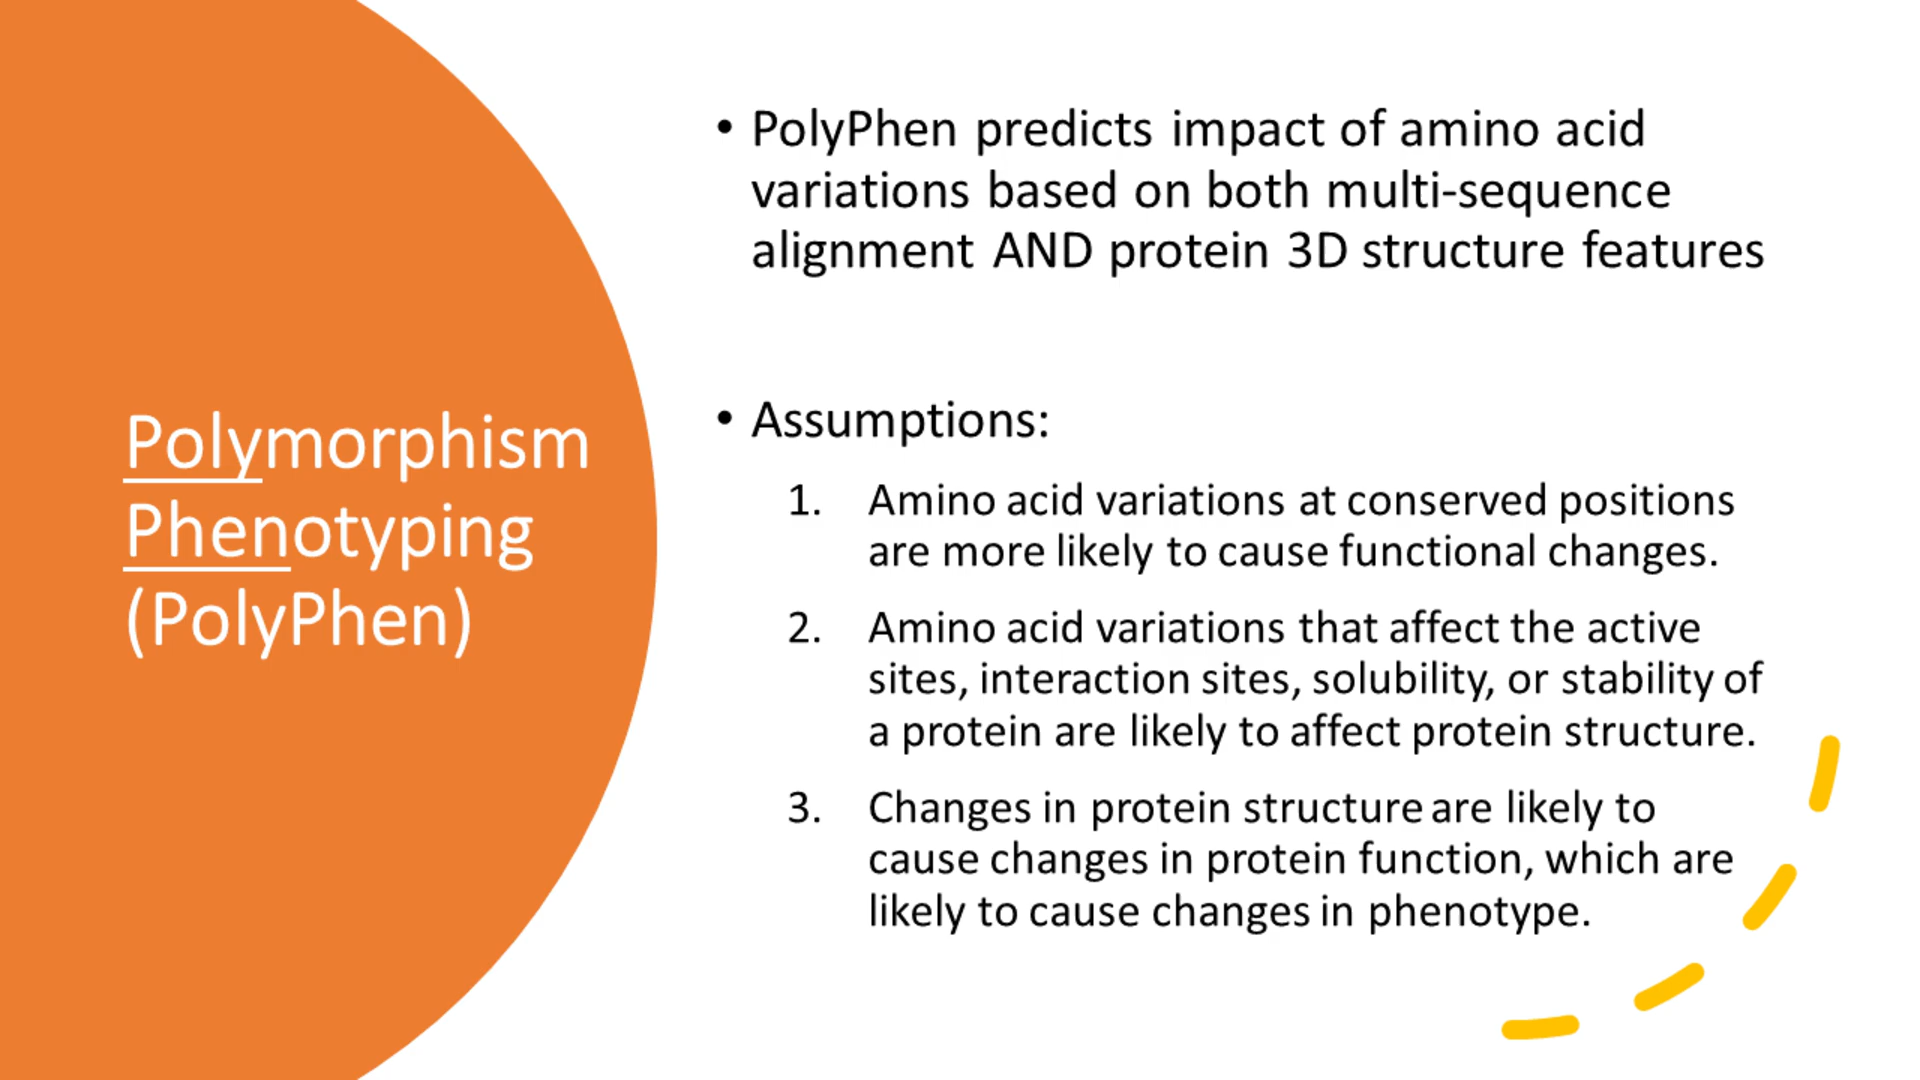 Polymorphism
Phenotyping
(PolyPhen)
• PolyPhen predicts impact of amino acid
variations based on both multi-sequence
alignment AND protein 3D structure features
• Assumptions:
1. Amino acid variations at conserved positions
are more likely to cause functional changes.
2. Amino acid variations that affect the active
sites, interaction sites, solubility, or stability of
a protein are likely to affect protein structure.
3. Changes in protein structure are likely to
cause changes in protein function, which are
likely to cause changes in phenotype.